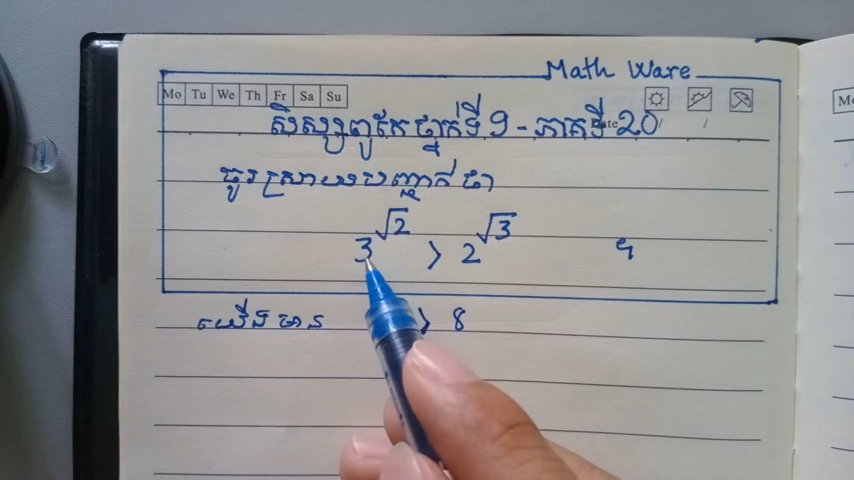 Math Ware
Mo Tu We Th Fr Sa Su
សិស្សពូកែ ថ្នាក់ទី 9 - ភាគទី 20
Date / /
ចូរស្រាយបញ្ជាក់ ថា
3^√2 > 2^√3 ។
យើងមាន > 8
Mo